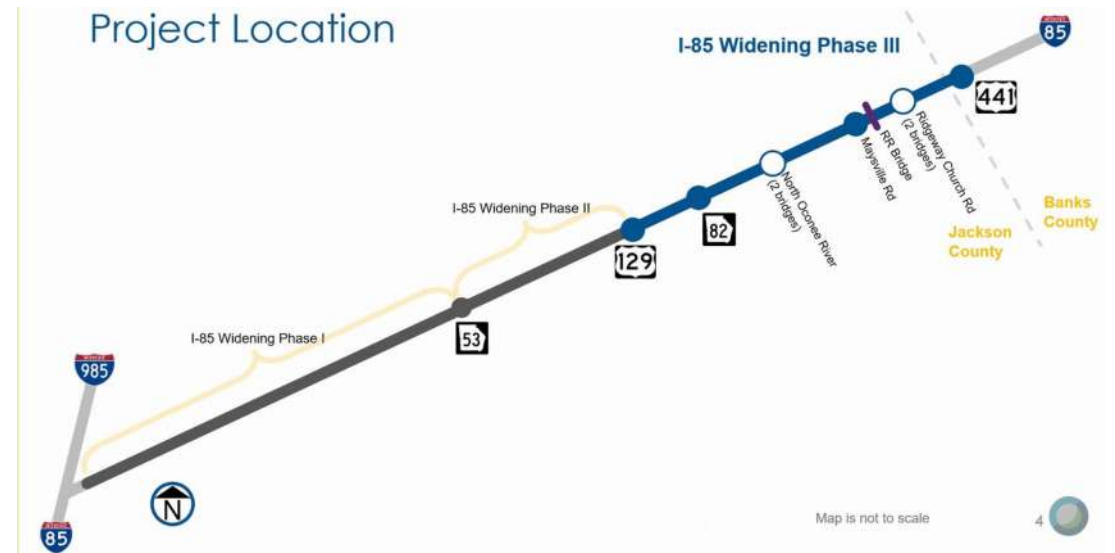 Project Location
I-85 Widening Phase III
85
441
Ridgeway Church Rd
(2 bridges)
RR Bridge
Maysville Rd
North Oconee River
(2 bridges)
Banks
County
Jackson
County
I-85 Widening Phase II
82
129
I-85 Widening Phase I
53
985
N
85
Map is not to scale
4